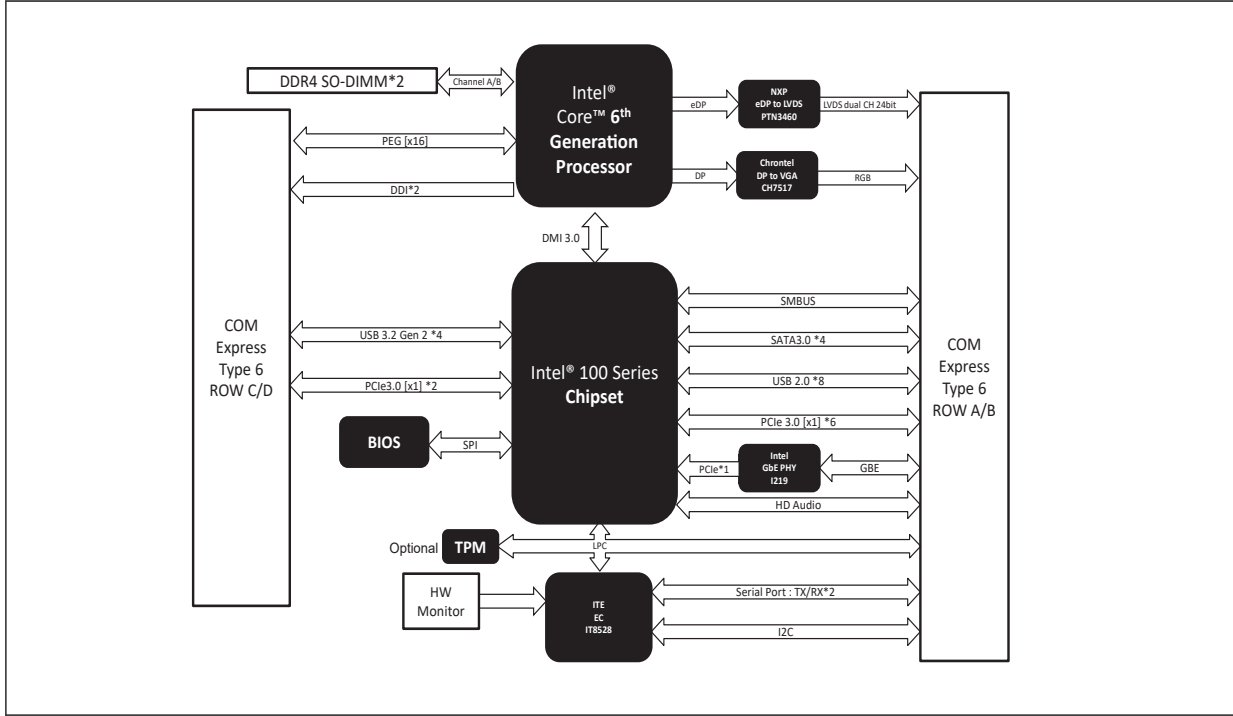 DDR4 SO-DIMM*2
Channel A/B
Intel®
Core™ 6th
Generation
Processor
eDP
NXP
eDP to LVDS
PTN3460
LVDS dual CH 24bit
PEG [x16]
DDI*2
DP
Chrontel
DP to VGA
CH7517
RGB
DMI 3.0
COM
Express
Type 6
ROW C/D
USB 3.2 Gen 2 *4
PCIe3.0 [x1] *2
BIOS
SPI
Intel® 100 Series
Chipset
SMBUS
SATA3.0 *4
USB 2.0 *8
PCIe 3.0 [x1] *6
PCIe*1
Intel
GbE PHY
I219
GBE
HD Audio
COM
Express
Type 6
ROW A/B
Optional
TPM
LPC
HW
Monitor
ITE
EC
IT8528
Serial Port : TX/RX*2
I2C